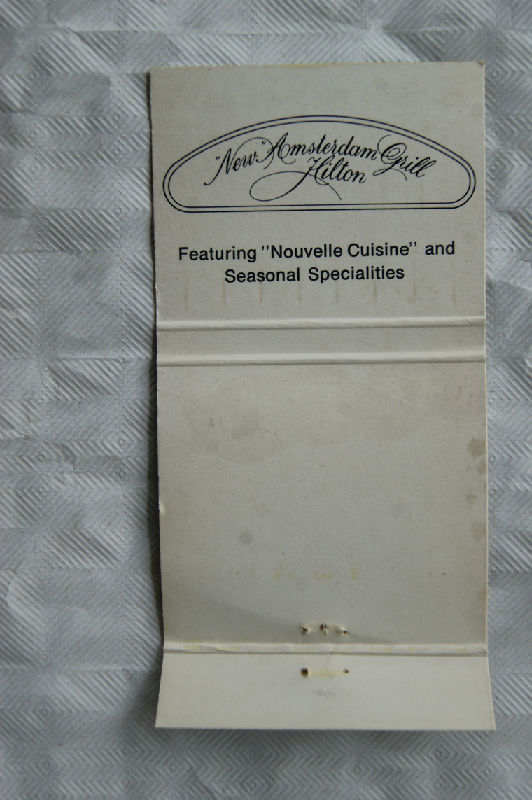 "New" Amsterdam Grill
Hilton
Featuring "Nouvelle Cuisine" and
Seasonal Specialities